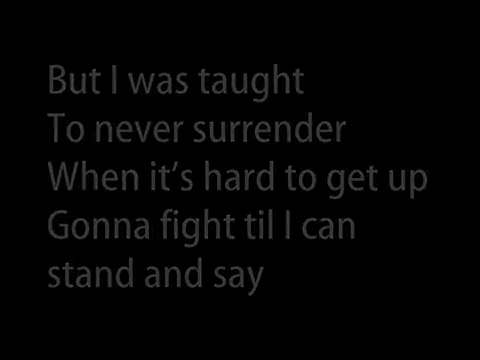 But I was taught
To never surrender
When it's hard to get up
Gonna fight til I can
stand and say